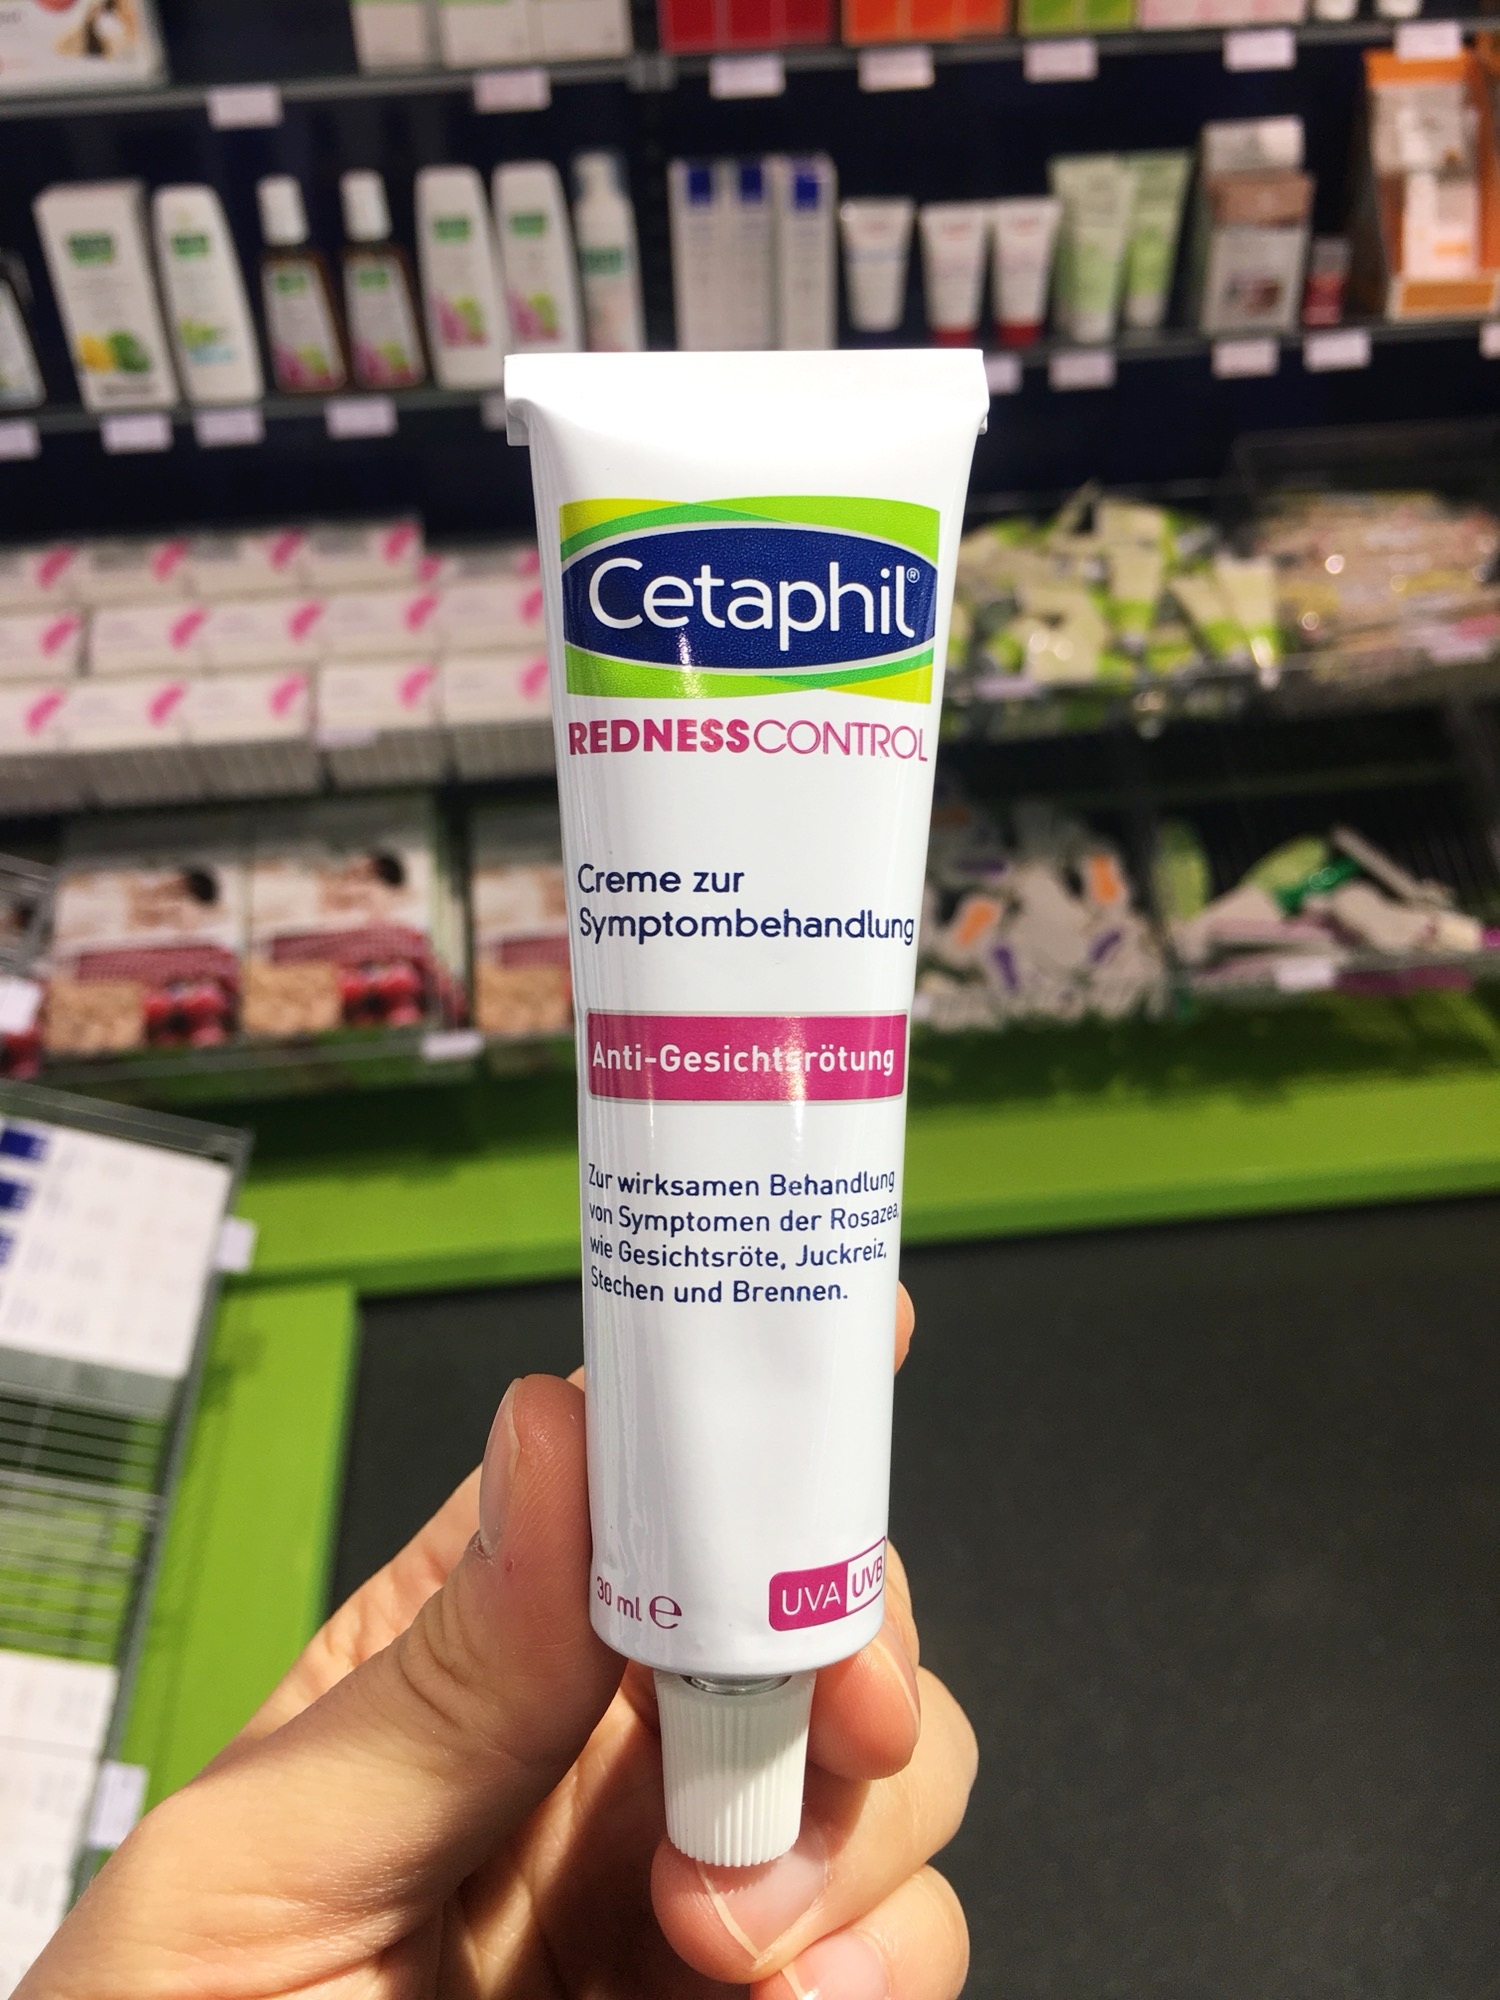 Cetaphil®
REDNESSCONTROL
Creme zur
Symptombehandlung
Anti-Gesichtsrötung
Zur wirksamen Behandlung
von Symptomen der Rosazea,
wie Gesichtsröte, Juckreiz,
Stechen und Brennen.
30 ml ℮
UVA UVB